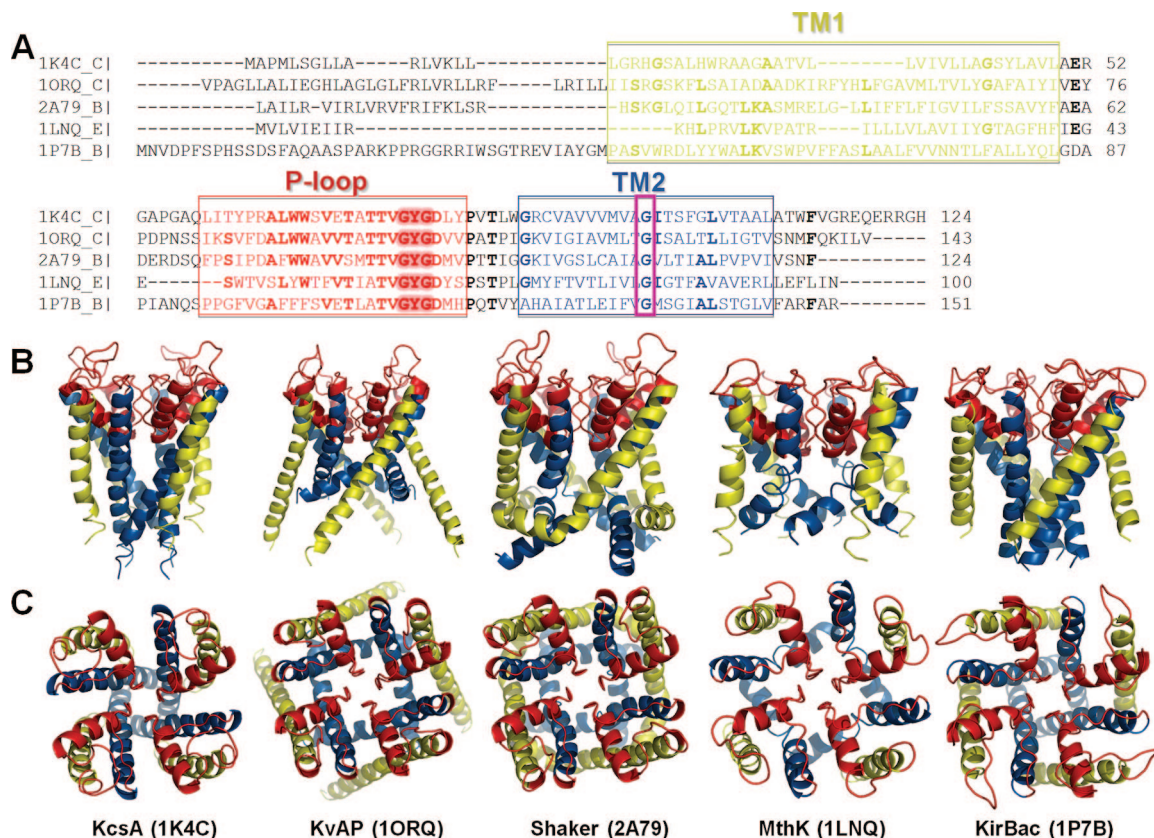 TM1
A
1K4C_C| ----------MAPMLSGLLA-----RLVKLL---------------LGRHGSALHWRAAGAATVL------LVIVLLAGSYLAVLAER 52
1ORQ_C| ------VPAGLLALIEGHLAGLGLFRLVRLLRF------LRILLIISRGSKFLSAIADAADKIRFYHLFGAVMLTVLYGAFAIYIVEY 76
2A79_B| ----------LAILR-VIRLVRVFRIFKLSR------------HSKGLQILGQTLKASMRELG-LLIFFLFIGVILFSSAVYFAEA 62
1LNQ_E| ----------MVLVIEIIR-------------------------KHLPRVLKVPATR----ILLLVLAVIIYGTAGFHFIEG 43
1P7B_B| MNVDPFSPHSSDSFAQAASPARKPPRGGRRIWSGTREVIAYGMPASVWRDLYYWALKVSWPVFFASLAALFVVNNTLFALLYQLGDA 87
P-loop TM2
1K4C_C| GAPGAQLITYPRALWWSVETATTVGYGDLYPVTLWGRCVAVVVMVAGITSFGLVTAALATWFVGREQERRGH 124
1ORQ_C| PDPNSSIKSVFDALWWAVVTATTVGYGDVVPATPIGKVIGIAVMLTGISALTLLIGTVSNMFQKILV----- 143
2A79_B| DERDSQFPSIPDAFWWAVVSMTTVGYGDMVPTTIGGKIVGSLCAIAGVLTIALPVPVIVSNF---------- 124
1LNQ_E| E-----SWTVSLYWTFVTIATVGYGDYSPSTPLGMYFTVTLIVLGIGTFAVAVERLLEFLIN------- 100
1P7B_B| PIANQSPPGFVGAFFFSVETLATVGYGDMHPQTVYAHAIATLEIFVGMSGIALSTGLVFARFAR-------- 151
B
C
KcsA (1K4C) KvAP (1ORQ) Shaker (2A79) MthK (1LNQ) KirBac (1P7B)